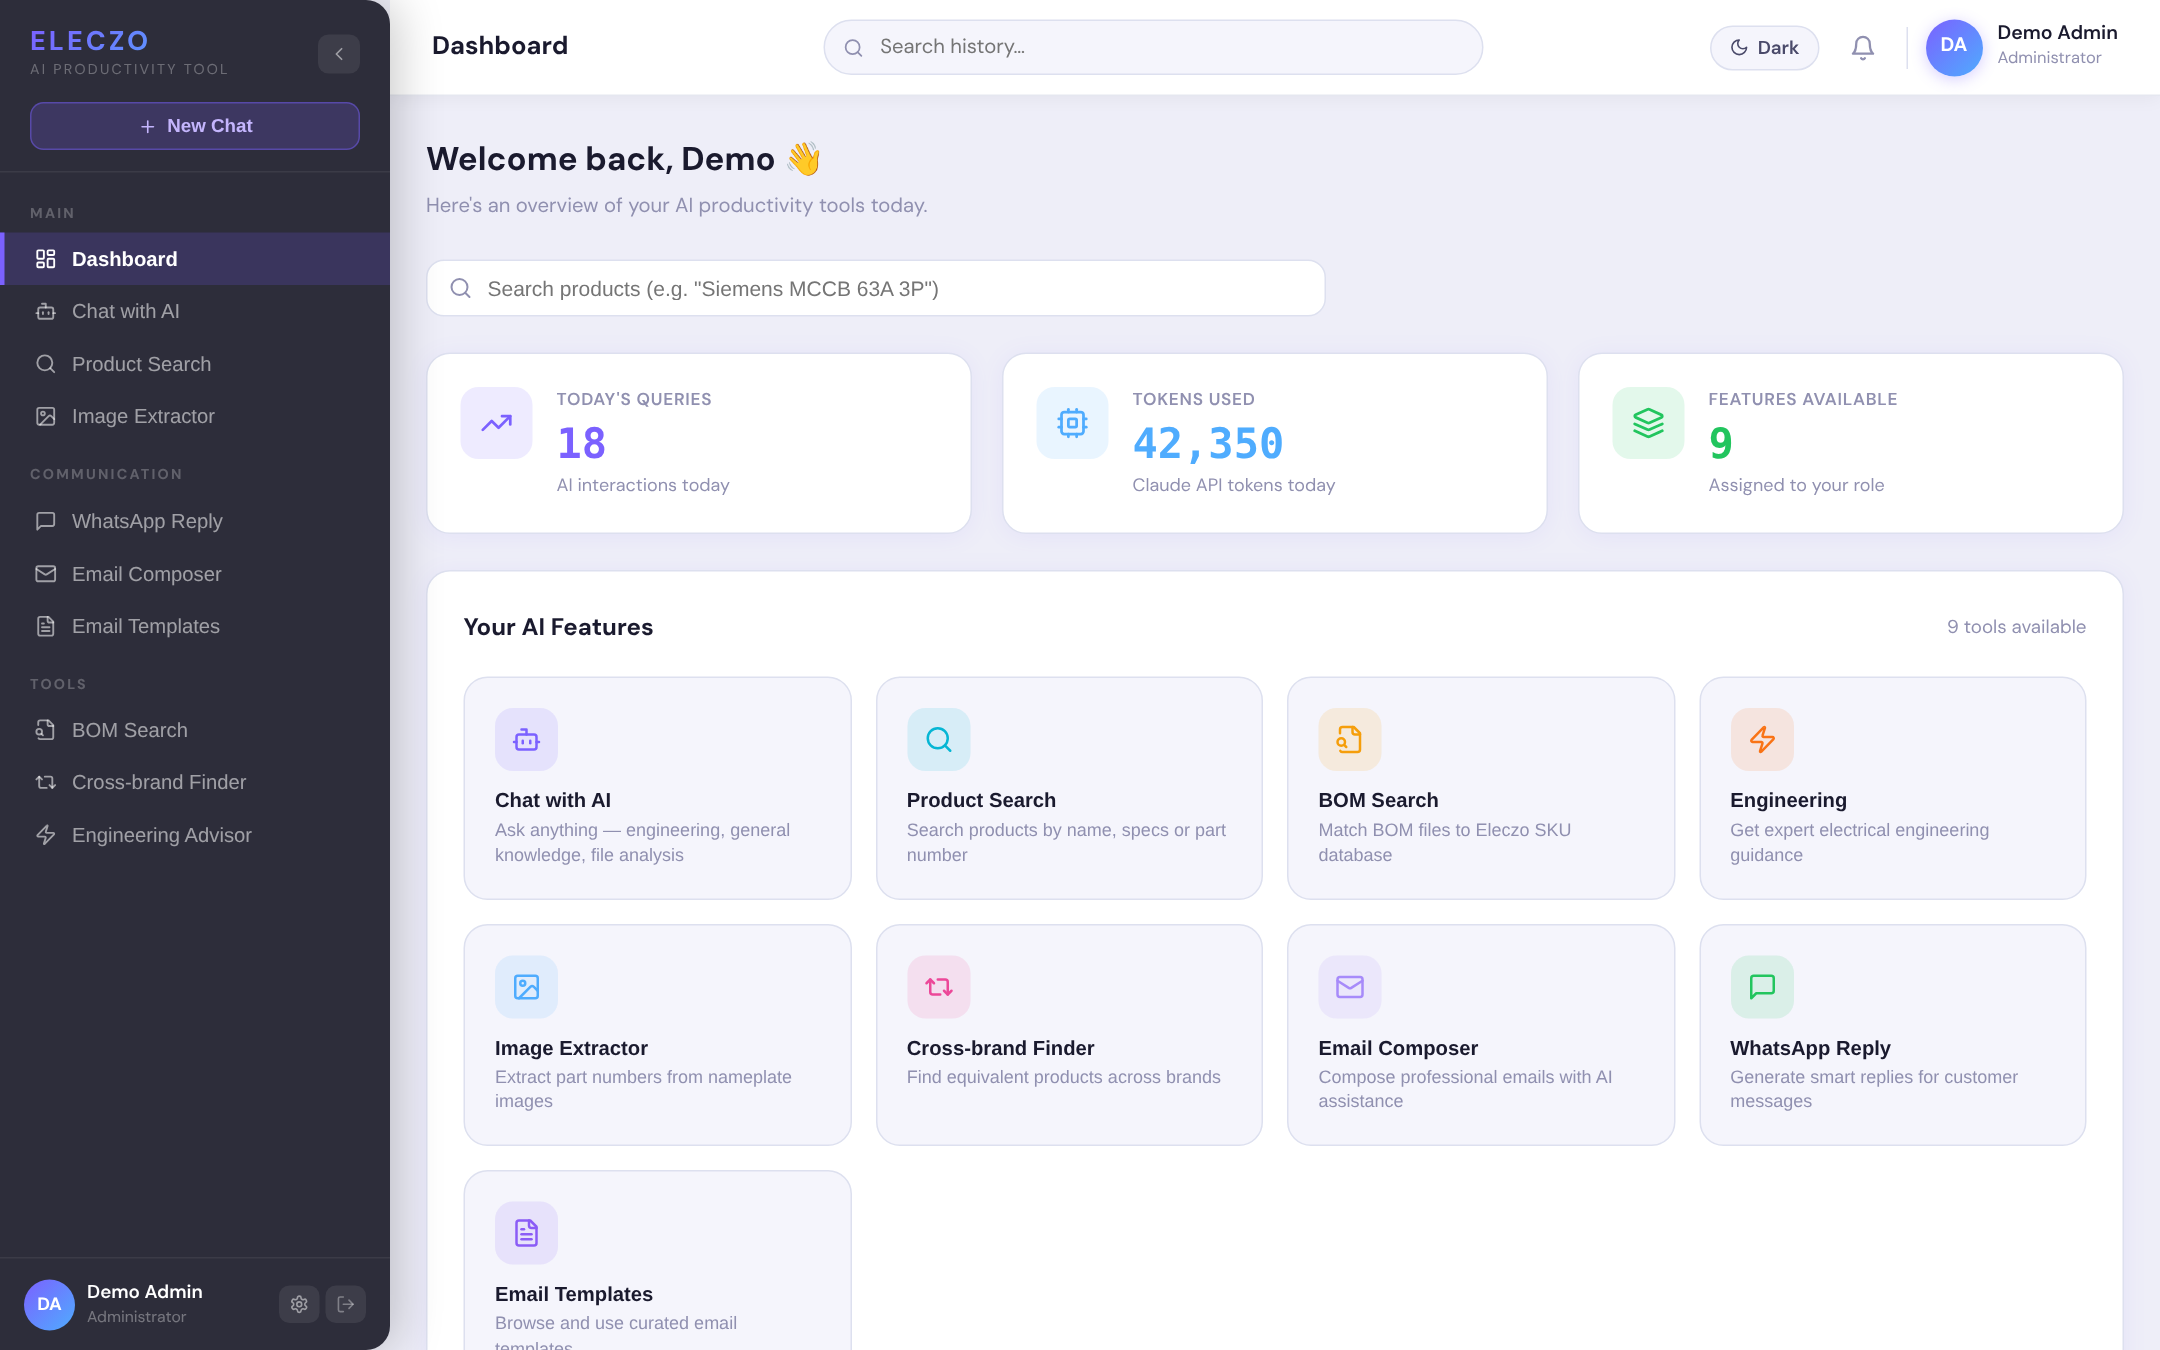 ELECZO
AI PRODUCTIVITY TOOL
New Chat
MAIN
Dashboard
Chat with AI
Product Search
Image Extractor
COMMUNICATION
WhatsApp Reply
Email Composer
Email Templates
TOOLS
BOM Search
Cross-brand Finder
Engineering Advisor
DA
Demo Admin
Administrator
Dashboard
Search history...
Dark
DA
Demo Admin
Administrator
Welcome back, Demo 👋
Here's an overview of your AI productivity tools today.
Search products (e.g. "Siemens MCCB 63A 3P")
TODAY'S QUERIES
18
AI interactions today
TOKENS USED
42,350
Claude API tokens today
FEATURES AVAILABLE
9
Assigned to your role
Your AI Features
9 tools available
Chat with AI
Ask anything — engineering, general
knowledge, file analysis
Product Search
Search products by name, specs or part
number
BOM Search
Match BOM files to Eleczo SKU
database
Engineering
Get expert electrical engineering
guidance
Image Extractor
Extract part numbers from nameplate
images
Cross-brand Finder
Find equivalent products across brands
Email Composer
Compose professional emails with AI
assistance
WhatsApp Reply
Generate smart replies for customer
messages
Email Templates
Browse and use curated email
templates